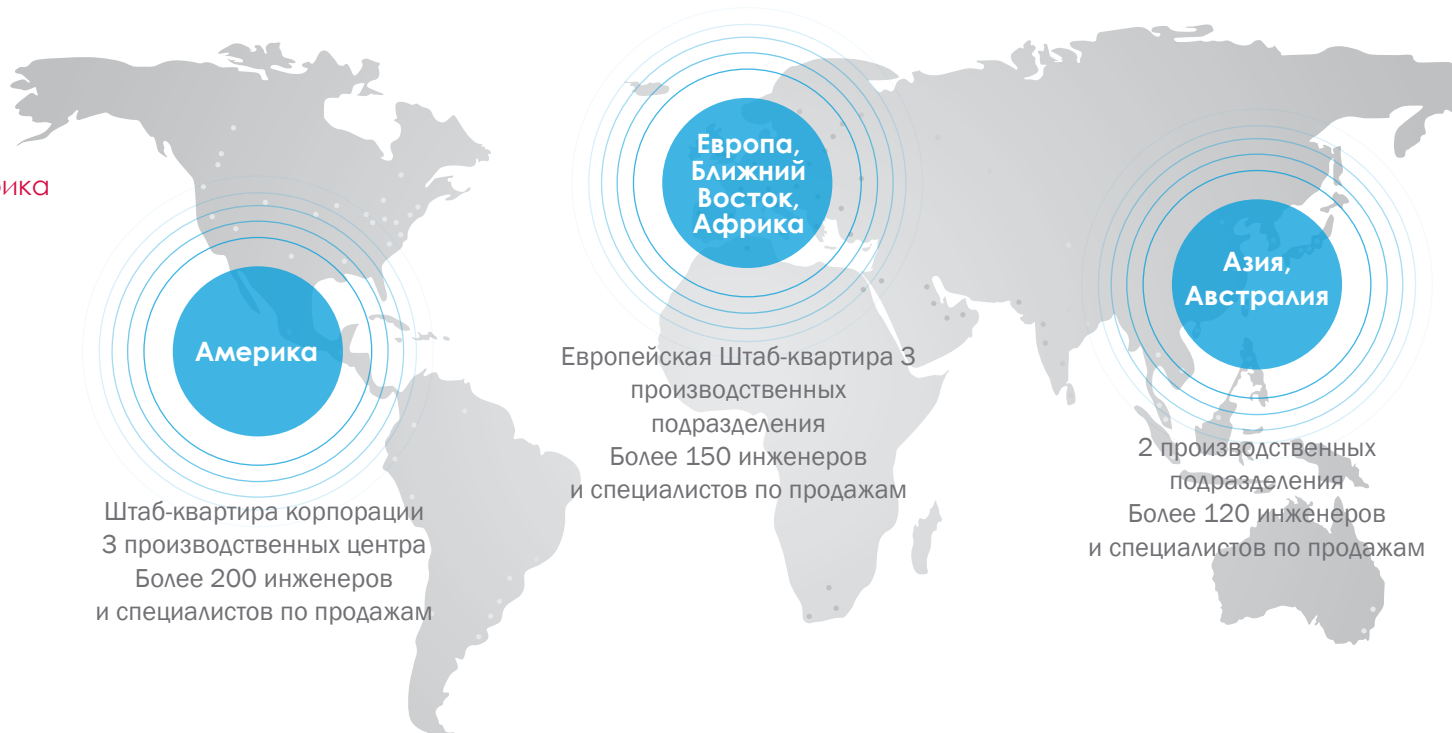 рика
Америка
Штаб-квартира корпорации
3 производственных центра
Более 200 инженеров
и специалистов по продажам
Европа,
Ближний
Восток,
Африка
Европейская Штаб-квартира 3
производственных
подразделения
Более 150 инженеров
и специалистов по продажам
Азия,
Австралия
2 производственных
подразделения
Более 120 инженеров
и специалистов по продажам